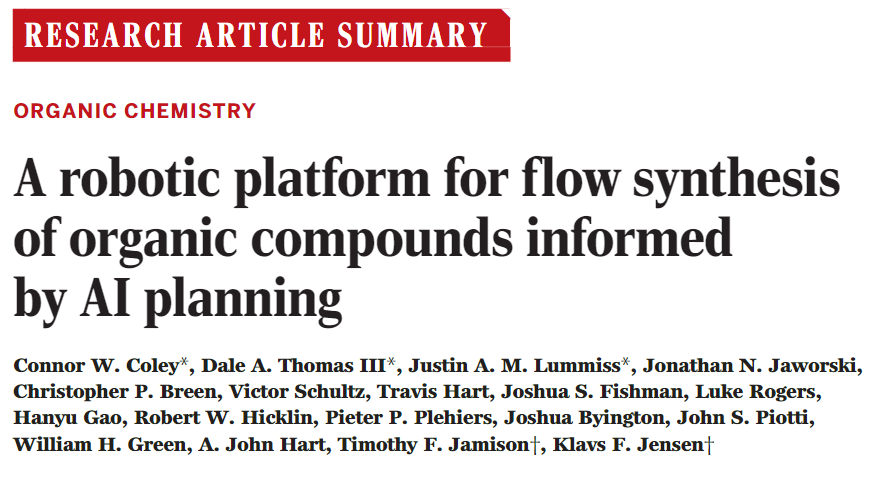 RESEARCH ARTICLE SUMMARY
ORGANIC CHEMISTRY
A robotic platform for flow synthesis
of organic compounds informed
by AI planning
Connor W. Coley*, Dale A. Thomas III*, Justin A. M. Lummiss*, Jonathan N. Jaworski,
Christopher P. Breen, Victor Schultz, Travis Hart, Joshua S. Fishman, Luke Rogers,
Hanyu Gao, Robert W. Hicklin, Pieter P. Plehiers, Joshua Byington, John S. Piotti,
William H. Green, A. John Hart, Timothy F. Jamison†, Klavs F. Jensen†